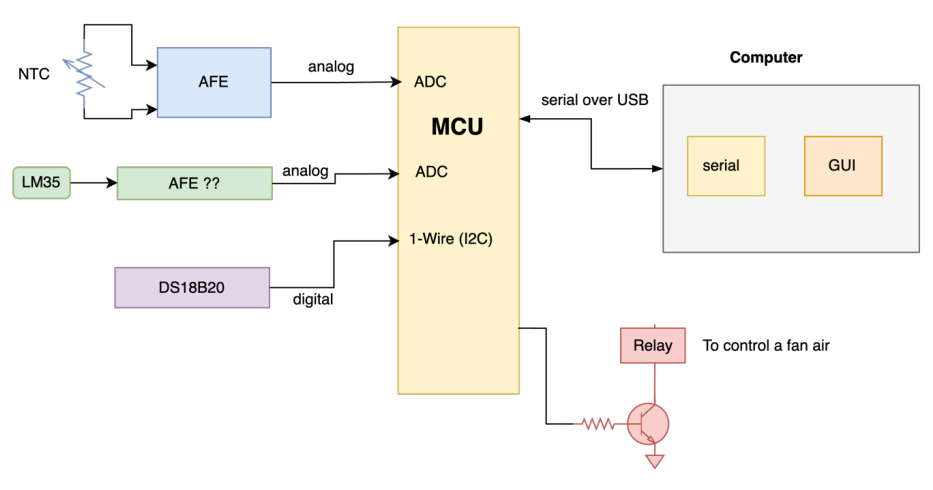 NTC
AFE
analog
ADC
MCU
LM35
AFE ??
analog
ADC
1-Wire (I2C)
DS18B20
digital
serial over USB
Computer
serial
GUI
Relay
To control a fan air